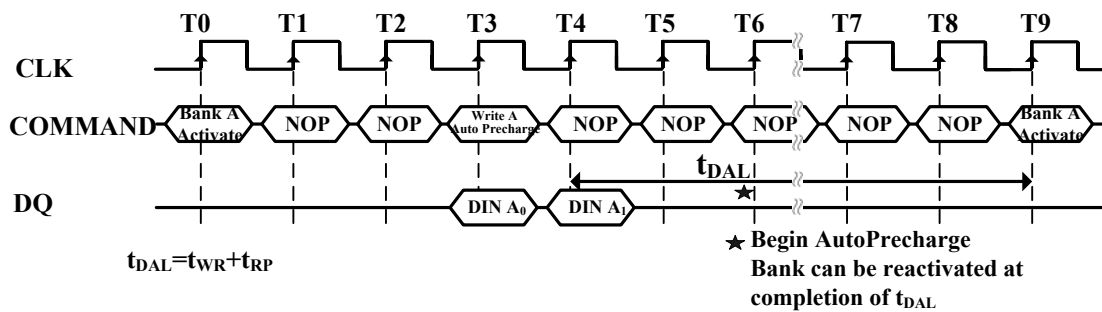 T0 T1 T2 T3 T4 T5 T6 T7 T8 T9
CLK
COMMAND
Bank A
Activate
NOP
NOP
Write A
Auto Precharge
NOP
NOP
NOP
NOP
NOP
Bank A
Activate
tDAL
DQ
DIN A0
DIN A1
tDAL=tWR+tRP
★ Begin AutoPrecharge
Bank can be reactivated at
completion of tDAL